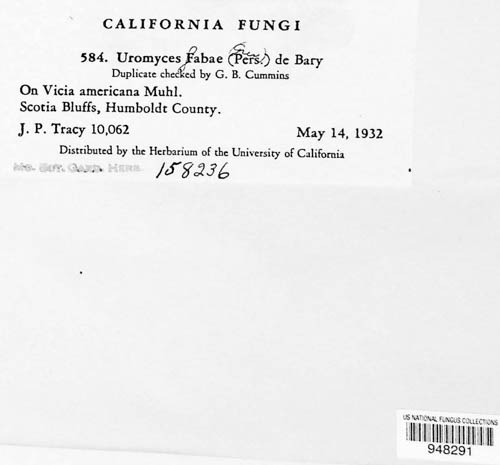 CALIFORNIA FUNGI
584. Uromyces fabae (Pers.) de Bary
Duplicate checked by G. B. Cummins
On Vicia americana Muhl.
Scotia Bluffs, Humboldt County.
J. P. Tracy 10,062 May 14, 1932
Distributed by the Herbarium of the University of California
MO. BOT. GARD. HERB. 158236
US NATIONAL FUNGUS COLLECTIONS
948291